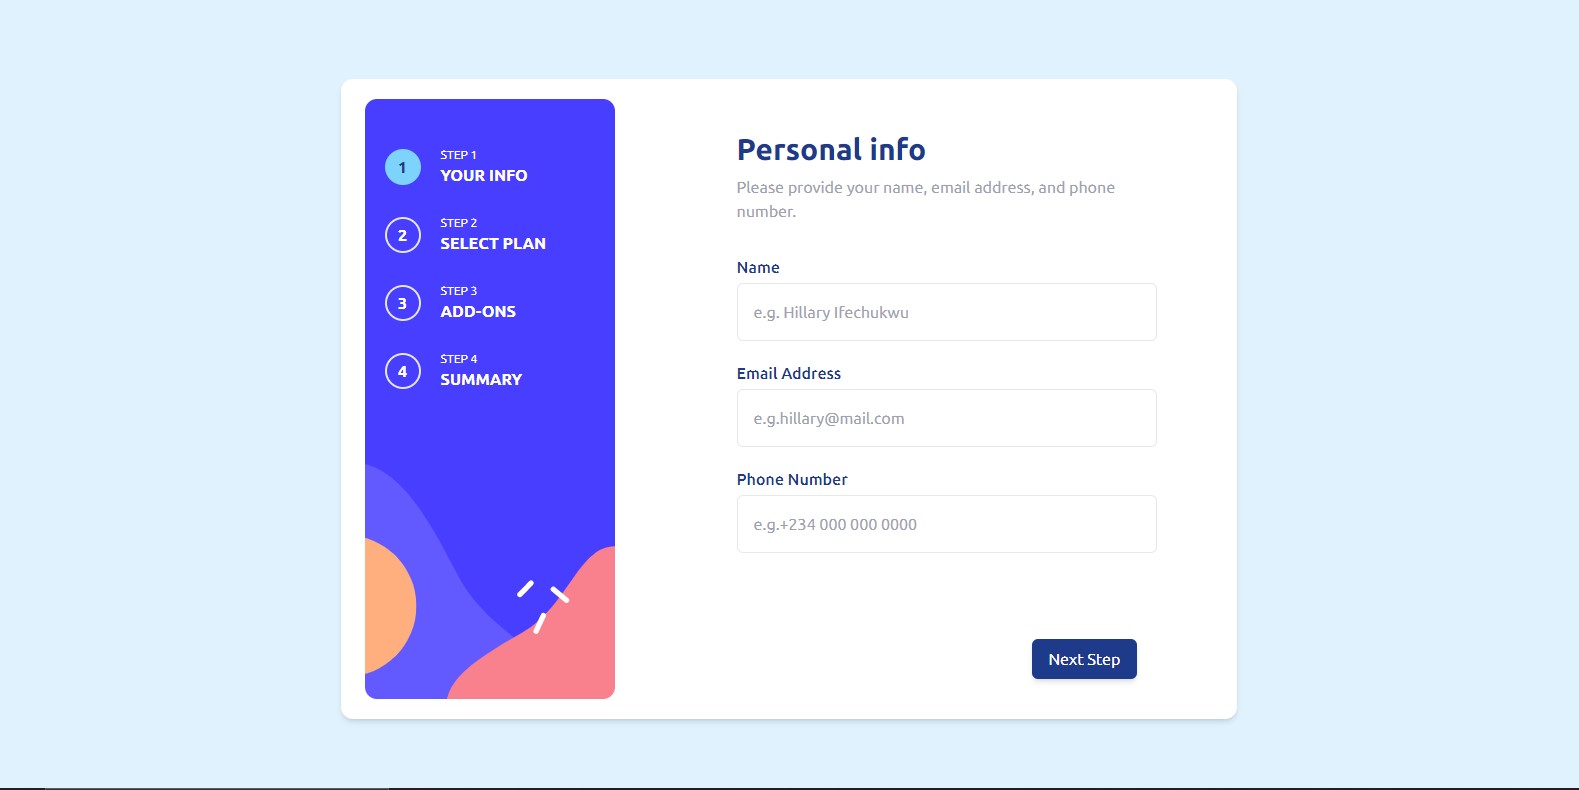 1
STEP 1
YOUR INFO
2
STEP 2
SELECT PLAN
3
STEP 3
ADD-ONS
4
STEP 4
SUMMARY
Personal info
Please provide your name, email address, and phone
number.
Name
e.g. Hillary Ifechukwu
Email Address
e.g.hillary@mail.com
Phone Number
e.g.+234 000 000 0000
Next Step